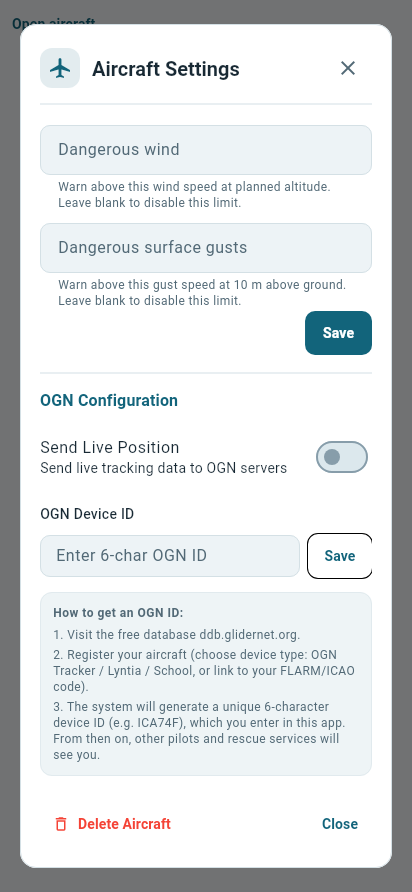 Open aircraft
Aircraft Settings
Dangerous wind
Warn above this wind speed at planned altitude.
Leave blank to disable this limit.
Dangerous surface gusts
Warn above this gust speed at 10 m above ground.
Leave blank to disable this limit.
Save
OGN Configuration
Send Live Position
Send live tracking data to OGN servers
OGN Device ID
Enter 6-char OGN ID
Save
How to get an OGN ID:
1. Visit the free database ddb.glidernet.org.
2. Register your aircraft (choose device type: OGN
Tracker / Lyntia / School, or link to your FLARM/ICAO
code).
3. The system will generate a unique 6-character
device ID (e.g. ICA74F), which you enter in this app.
From then on, other pilots and rescue services will
see you.
Delete Aircraft
Close